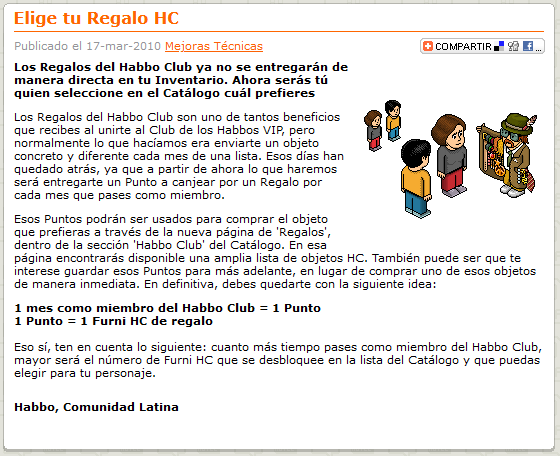 Elige tu Regalo HC
Publicado el 17-mar-2010 Mejoras Técnicas
COMPARTIR ...
Los Regalos del Habbo Club ya no se entregarán de
manera directa en tu Inventario. Ahora serás tú
quien seleccione en el Catálogo cuál prefieres
Los Regalos del Habbo Club son uno de tantos beneficios
que recibes al unirte al Club de los Habbos VIP, pero
normalmente lo que hacíamos era enviarte un objeto
concreto y diferente cada mes de una lista. Esos días han
quedado atrás, ya que a partir de ahora lo que haremos
será entregarte un Punto a canjear por un Regalo por
cada mes que pases como miembro.
Esos Puntos podrán ser usados para comprar el objeto
que prefieras a través de la nueva página de 'Regalos',
dentro de la sección 'Habbo Club' del Catálogo. En esa
página encontrarás disponible una amplia lista de objetos HC. También puede ser que te
interese guardar esos Puntos para más adelante, en lugar de comprar uno de esos objetos
de manera inmediata. En definitiva, debes quedarte con la siguiente idea:
1 mes como miembro del Habbo Club = 1 Punto
1 Punto = 1 Furni HC de regalo
Eso sí, ten en cuenta lo siguiente: cuanto más tiempo pases como miembro del Habbo Club,
mayor será el número de Furni HC que se desbloquee en la lista del Catálogo y que puedas
elegir para tu personaje.
Habbo, Comunidad Latina